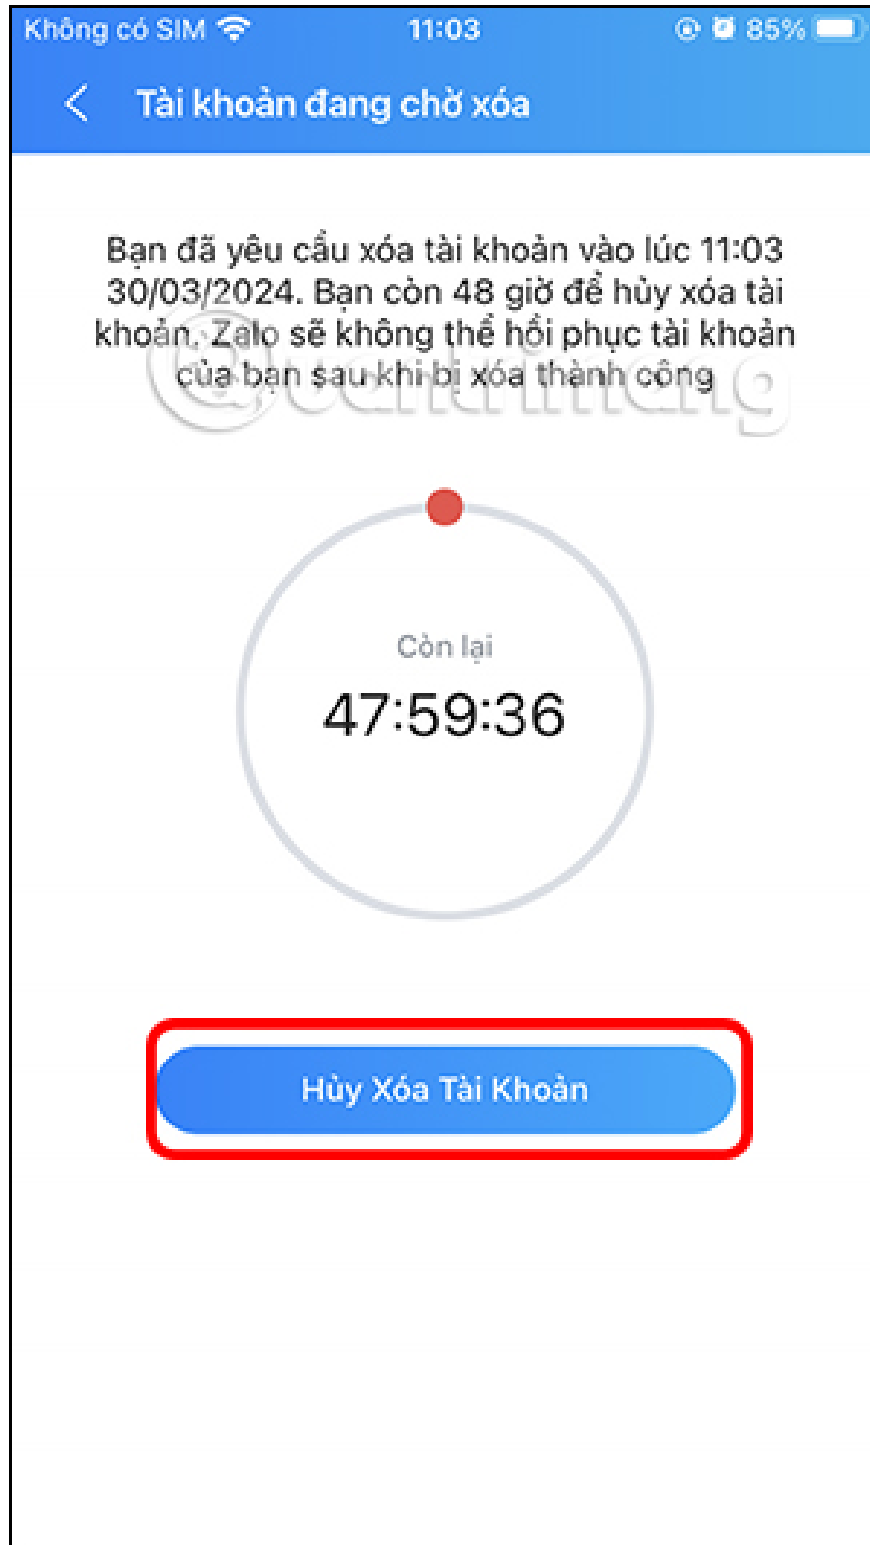 Không có SIM 11:03 85%
Tài khoản đang chờ xóa
Bạn đã yêu cầu xóa tài khoản vào lúc 11:03
30/03/2024. Bạn còn 48 giờ để hủy xóa tài
khoản. Zalo sẽ không thể hồi phục tài khoản
của bạn sau khi bị xóa thành công
Quantrimang
Còn lại
47:59:36
Hủy Xóa Tài Khoản